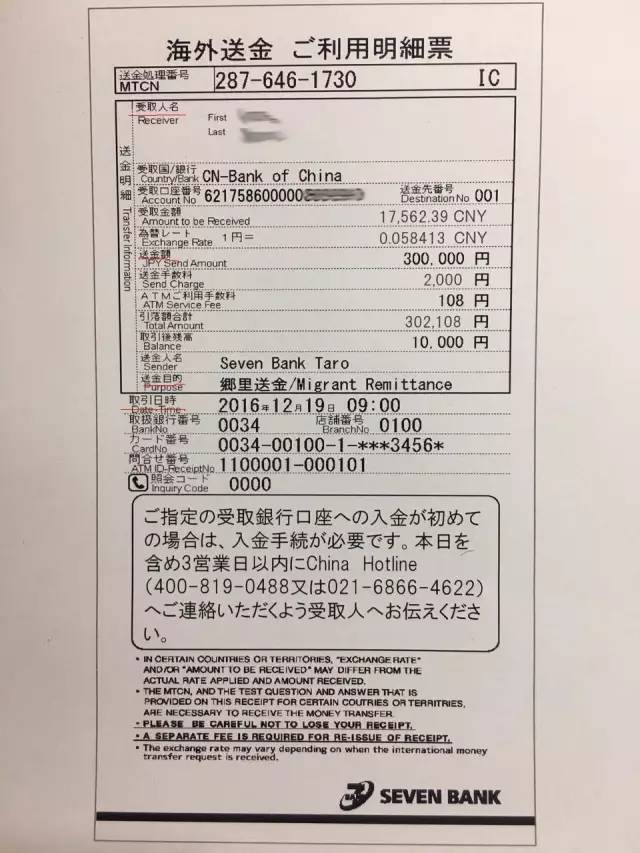 海外送金 ご利用明細票
送金処理番号
MTCN 287-646-1730 IC
送金明細 Transfer Information
受取人名
Receiver First
Last
受取国/銀行
Country/Bank CN-Bank of China
受取口座番号
Account No 621758600000
送金先番号
Destination No 001
受取金額
Amount to be Received 17,562.39 CNY
為替レート
Exchange Rate 1円= 0.058413 CNY
送金額
JPY Send Amount 300,000 円
送金手数料
Send Charge 2,000 円
ATMご利用手数料
ATM Service Fee 108 円
引落額合計
Total Amount 302,108 円
取引後残高
Balance 10,000 円
送金人名
Sender Seven Bank Taro
送金目的
Purpose 郷里送金/Migrant Remittance
取引日時
Date・Time 2016年12月19日 09:00
取扱銀行番号
BankNo 0034
店舗番号
BranchNo 0100
カード番号
CardNo 0034-00100-1-***3456*
問合せ番号
ATM ID-ReceiptNo 1100001-000101
照会コード
Inquiry Code 0000
ご指定の受取銀行口座への入金が初めて
の場合は、入金手続が必要です。本日を
含め3営業日以内にChina Hotline
(400-819-0488又は021-6866-4622)
へご連絡いただくよう受取人へお伝えくださ
い。
• IN CERTAIN COUNTRIES OR TERRITORIES, "EXCHANGE RATE"
AND/OR "AMOUNT TO BE RECEIVED" MAY DIFFER FROM THE
ACTUAL RATE APPLIED AND AMOUNT RECEIVED.
• THE MTCN, AND THE TEST QUESTION AND ANSWER THAT IS
PROVIDED ON THIS RECEIPT FOR CERTAIN COUTRIES OR TERRITRIES,
ARE NECESSARY TO RECEIVE THE MONEY TRANSFER.
• PLEASE BE CAREFUL NOT TO LOSE YOUR RECEIPT.
• A SEPARATE FEE IS REQUIRED FOR RE-ISSUE OF RECEIPT.
• The exchange rate may vary depending on when the international money
transfer request is received.
SEVEN BANK